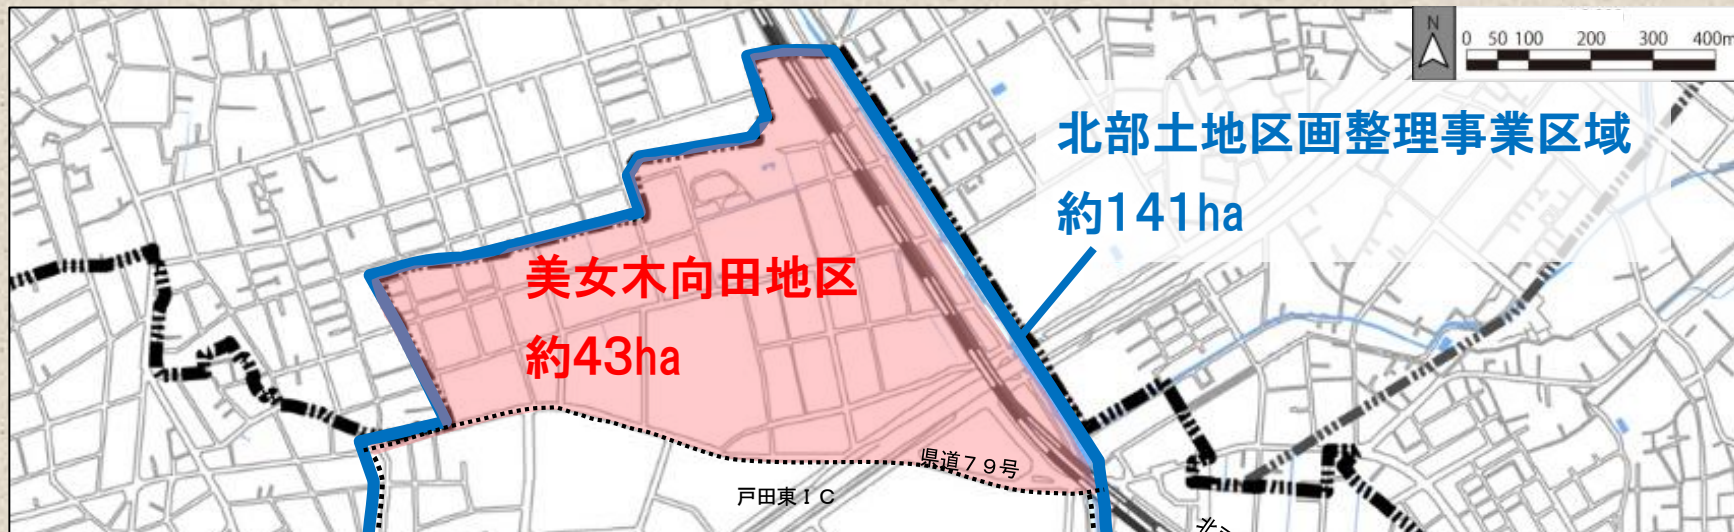 N
0 50 100 200 300 400m
北部土地区画整理事業区域
約141ha
美女木向田地区
約43ha
県道79号
戸田東IC